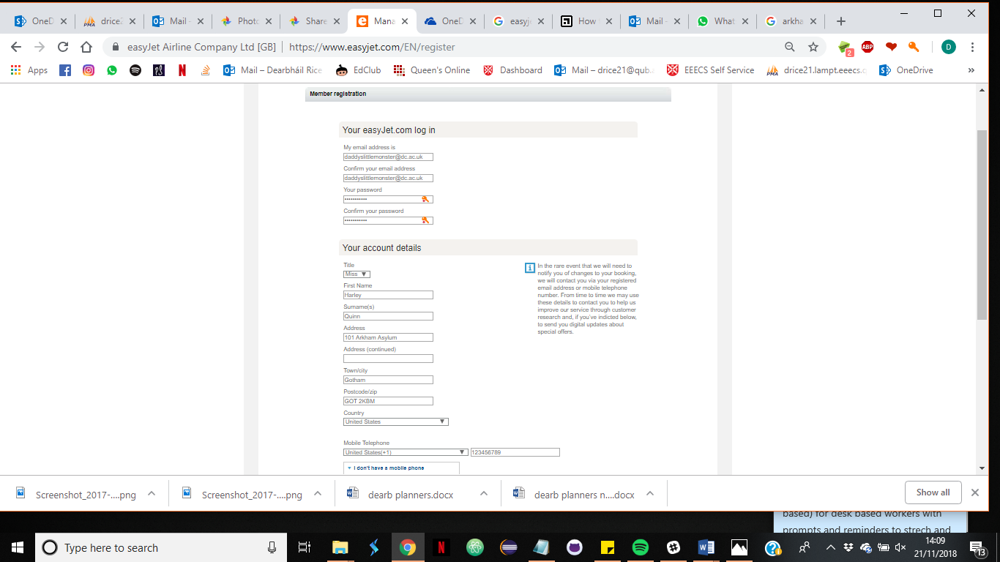 OneD
drice2
Mail -
Photo
Share
Mana
OneD
easyje
How
Mail -
What
arkha
easyJet Airline Company Ltd [GB]
https://www.easyjet.com/EN/register
2
ABP
D
Apps
Mail – Dearbháil Rice
EdClub
Queen's Online
Dashboard
Mail – drice21@qub.
EEECS Self Service
drice21.lampt.eeecs.q
OneDrive
»
Member registration
Your easyJet.com log in
My email address is
daddyslittlemonster@dc.ac.uk
Confirm your email address
daddyslittlemonster@dc.ac.uk
Your password
•••••••••••
Confirm your password
•••••••••••
Your account details
Title
Miss
First Name
Harley
Surname(s)
Quinn
Address
101 Arkham Asylum
Address (continued)
Town/city
Gotham
Postcode/zip
GOT 2KBM
Country
United States
Mobile Telephone
United States(+1)
123456789
I don't have a mobile phone
In the rare event that we will need to
notify you of changes to your booking,
we will contact you via your registered
email address or mobile telephone
number. From time to time we may use
these details to contact you to help us
improve our service through customer
research and, if you've indicted below,
to send you digital updates about
special offers.
Screenshot_2017-....png
Screenshot_2017-....png
dearb planners.docx
dearb planners n....docx
Show all
based) for desk based workers with
prompts and reminders to strech and
Type here to search
14:09
21/11/2018
13